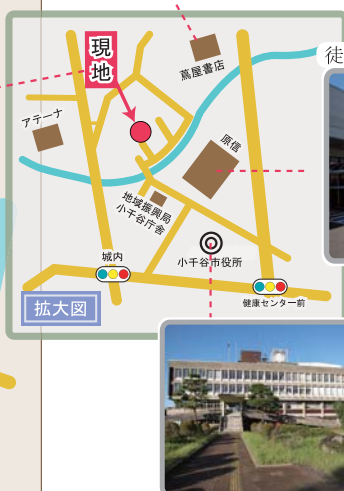 現地
蔦屋書店
徒
アテーナ
原信
地域振興局
小千谷庁舎
城内
小千谷市役所
健康センター前
拡大図